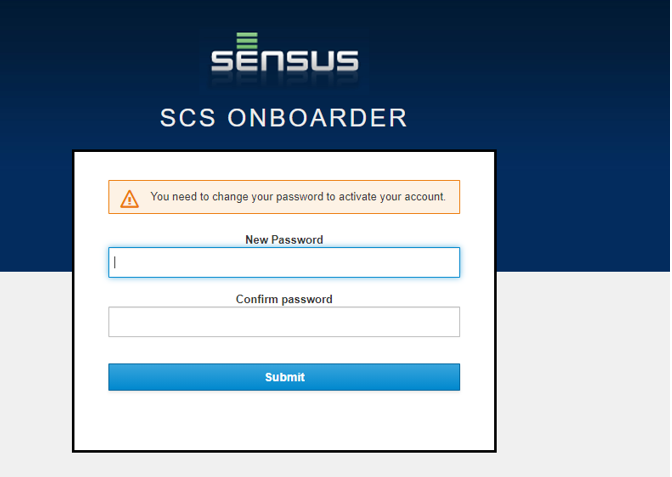 sensus
SCS ONBOARDER
You need to change your password to activate your account.
New Password
Confirm password
Submit